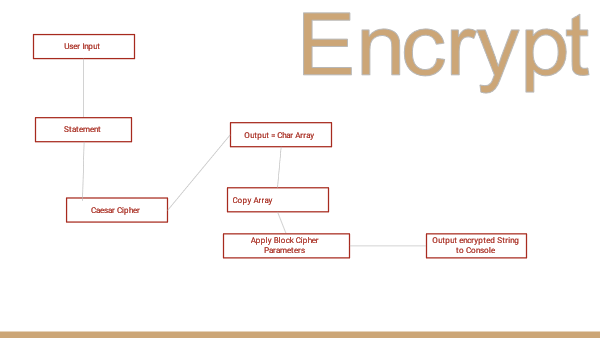 Encrypt
User Input
Statement
Caesar Cipher
Output = Char Array
Copy Array
Apply Block Cipher
Parameters
Output encrypted String
to Console